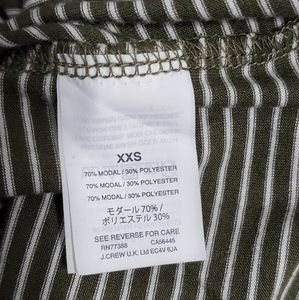 XXS
70% MODAL / 30% POLYESTER
70% MODAL / 30% POLYESTER
70% MODAL / 30% POLYESTER
モダール 70% /
ポリエステル 30%
SEE REVERSE FOR CARE
RN77388 CA56445
J.CREW U.K. Ltd EC4V 6JA